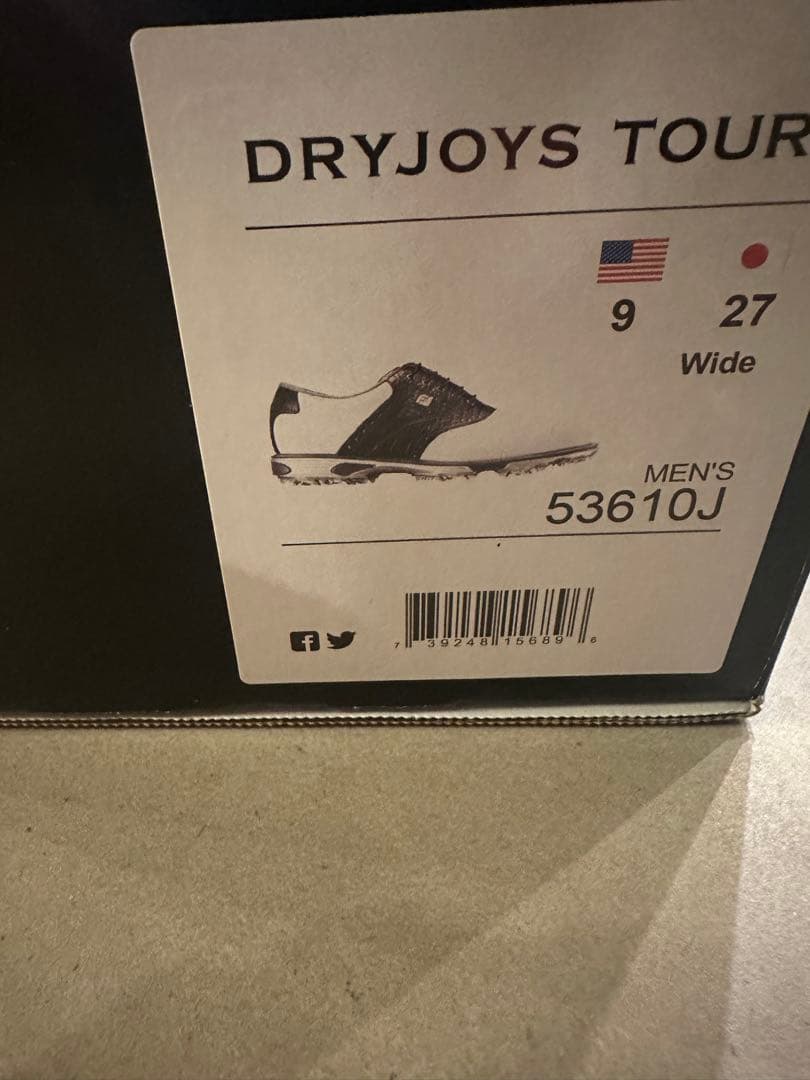 DRYJOYS TOUR
9 27
Wide
MEN'S
53610J
7 39248 15689 6